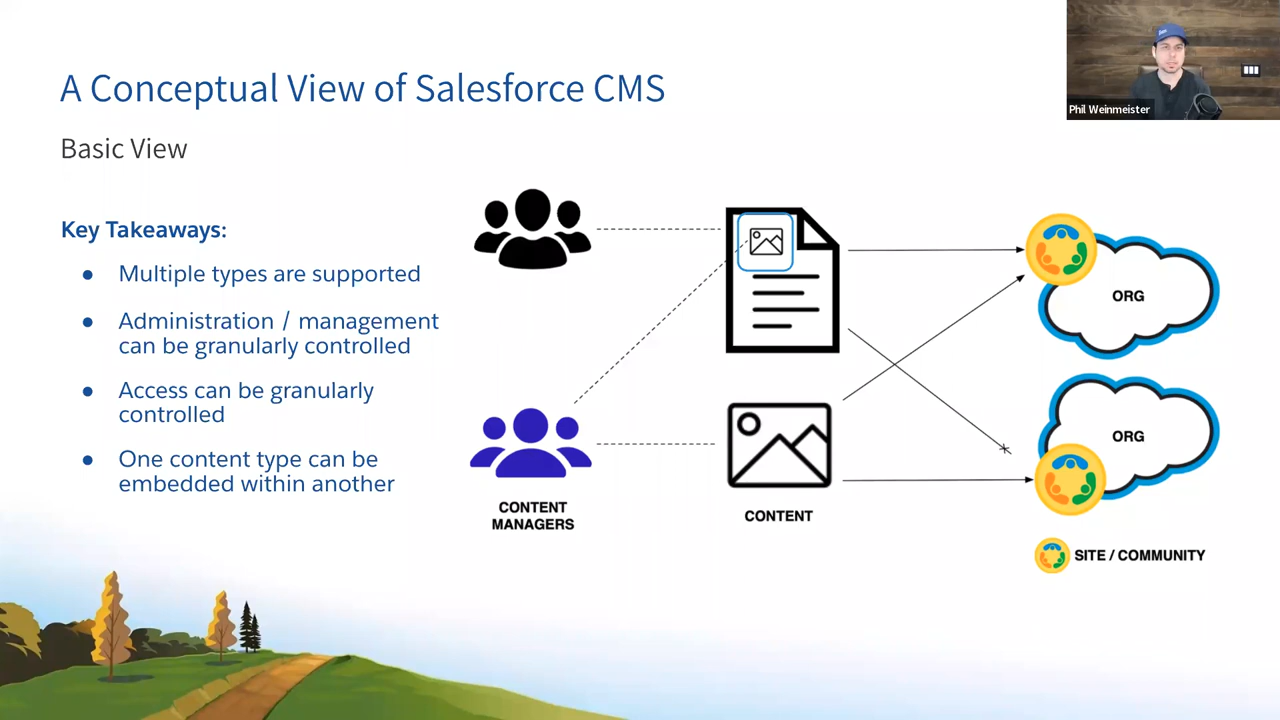 A Conceptual View of Salesforce CMS
Basic View
Key Takeaways:
● Multiple types are supported
● Administration / management
can be granularly controlled
● Access can be granularly
controlled
● One content type can be
embedded within another
CONTENT
MANAGERS
CONTENT
ORG
ORG
SITE / COMMUNITY
Phil Weinmeister